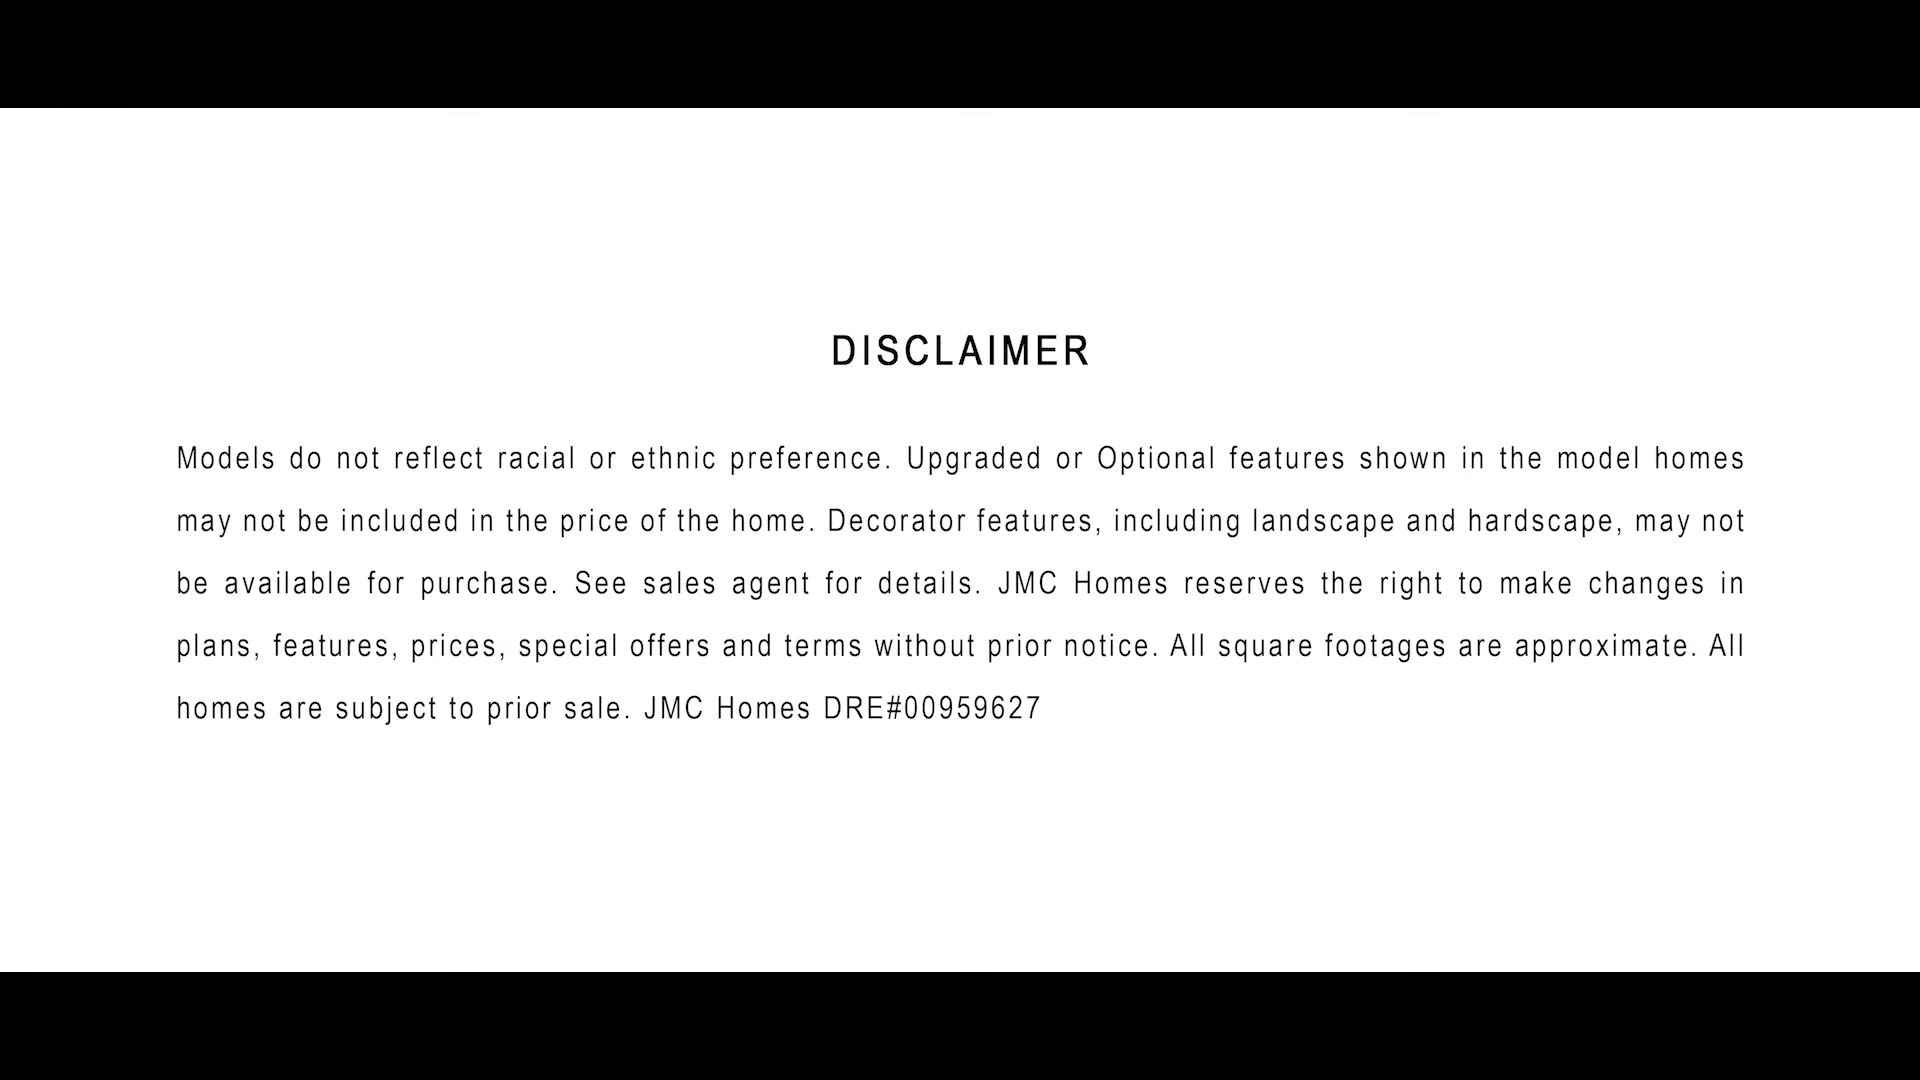 DISCLAIMER
Models do not reflect racial or ethnic preference. Upgraded or Optional features shown in the model homes
may not be included in the price of the home. Decorator features, including landscape and hardscape, may not
be available for purchase. See sales agent for details. JMC Homes reserves the right to make changes in
plans, features, prices, special offers and terms without prior notice. All square footages are approximate. All
homes are subject to prior sale. JMC Homes DRE#00959627